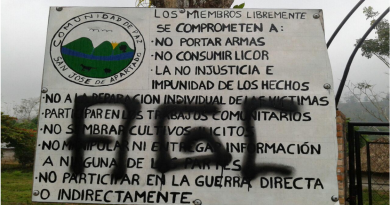 COMUNIDAD DE PAZ
SAN JOSE DE APARTADO
LOS MIEMBROS LIBREMENTE
SE COMPROMETEN A:
• NO PORTAR ARMAS
• NO CONSUMIR LICOR
• LA NO INJUSTICIA E
IMPUNIDAD DE LOS HECHOS
• NO A LA REPARACION INDIVIDUAL DE LAS VICTIMAS
• PARTICIPAR EN LOS TRABAJOS COMUNITARIOS
• NO SEMBRAR CULTIVOS ILICITOS
• NO MANIPULAR NI ENTREGAR INFORMACIÓN
A NINGUNA DE LAS PARTES
• NO PARTICIPAR EN LA GUERRA DIRECTA
O INDIRECTAMENTE.